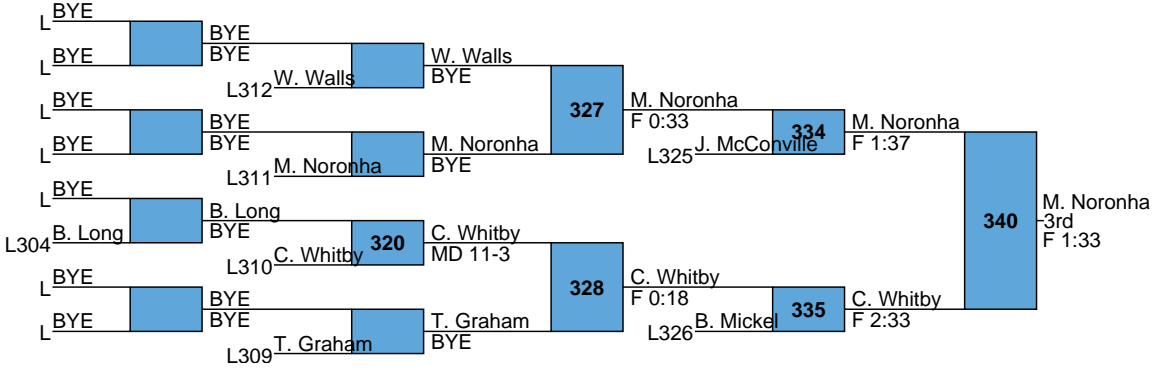 BYE
L
BYE
BYE
BYE
L
W. Walls
L312
W. Walls
BYE
BYE
L
BYE
BYE
BYE
L
M. Noronha
L311
M. Noronha
BYE
327
M. Noronha
F 0:33
J. McConville
L325
334
M. Noronha
F 1:37
BYE
L
B. Long
L304
B. Long
BYE
C. Whitby
L310
320
C. Whitby
MD 11-3
BYE
L
BYE
BYE
BYE
L
T. Graham
L309
T. Graham
BYE
328
C. Whitby
F 0:18
B. Mickel
L326
335
C. Whitby
F 2:33
340
M. Noronha
3rd
F 1:33